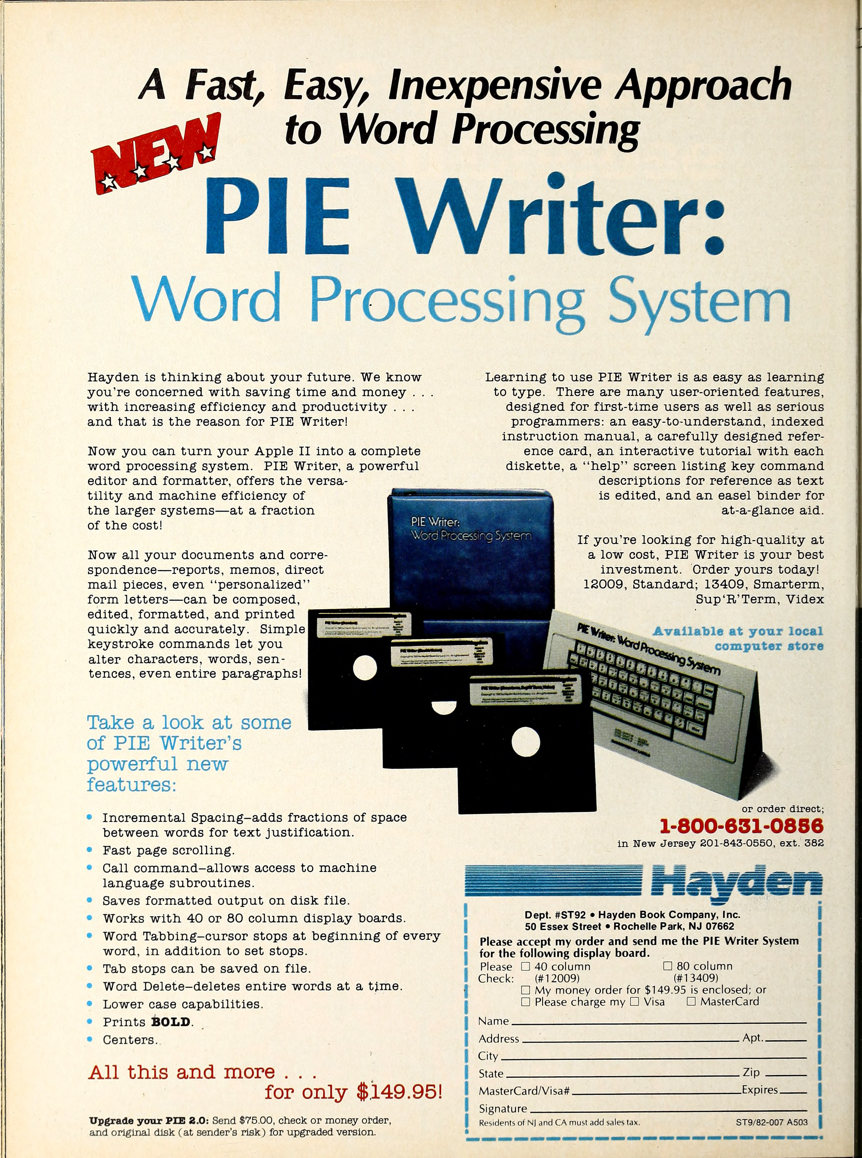 A Fast, Easy, Inexpensive Approach
to Word Processing
NEW
PIE Writer:
Word Processing System
Hayden is thinking about your future. We know
you're concerned with saving time and money . . .
with increasing efficiency and productivity . . .
and that is the reason for PIE Writer!
Now you can turn your Apple II into a complete
word processing system. PIE Writer, a powerful
editor and formatter, offers the versa-
tility and machine efficiency of
the larger systems—at a fraction
of the cost!
Now all your documents and corre-
spondence—reports, memos, direct
mail pieces, even "personalized"
form letters—can be composed,
edited, formatted, and printed
quickly and accurately. Simple
keystroke commands let you
alter characters, words, sen-
tences, even entire paragraphs!
Learning to use PIE Writer is as easy as learning
to type. There are many user-oriented features,
designed for first-time users as well as serious
programmers: an easy-to-understand, indexed
instruction manual, a carefully designed refer-
ence card, an interactive tutorial with each
diskette, a "help" screen listing key command
descriptions for reference as text
is edited, and an easel binder for
at-a-glance aid.
If you're looking for high-quality at
a low cost, PIE Writer is your best
investment. Order yours today!
12009, Standard; 13409, Smarterm,
Sup'R'Term, Videx
Available at your local
computer store
PIE Writer:
Word Processing System
PIE Writer: Word Processing System
Take a look at some
of PIE Writer's
powerful new
features:
• Incremental Spacing–adds fractions of space
between words for text justification.
• Fast page scrolling.
• Call command–allows access to machine
language subroutines.
• Saves formatted output on disk file.
• Works with 40 or 80 column display boards.
• Word Tabbing–cursor stops at beginning of every
word, in addition to set stops.
• Tab stops can be saved on file.
• Word Delete–deletes entire words at a time.
• Lower case capabilities.
• Prints BOLD.
• Centers.
All this and more . . .
for only $149.95!
Upgrade your PIE 2.0: Send $75.00, check or money order,
and original disk (at sender's risk) for upgraded version.
or order direct;
1-800-631-0856
in New Jersey 201-843-0550, ext. 382
Hayden
Dept. #ST92 • Hayden Book Company, Inc.
50 Essex Street • Rochelle Park, NJ 07662
Please accept my order and send me the PIE Writer System
for the following display board.
Please □ 40 column □ 80 column
Check: (#12009) (#13409)
□ My money order for $149.95 is enclosed; or
□ Please charge my □ Visa □ MasterCard
Name
Address Apt.
City
State Zip
MasterCard/Visa# Expires
Signature
Residents of NJ and CA must add sales tax. ST9/82-007 A503